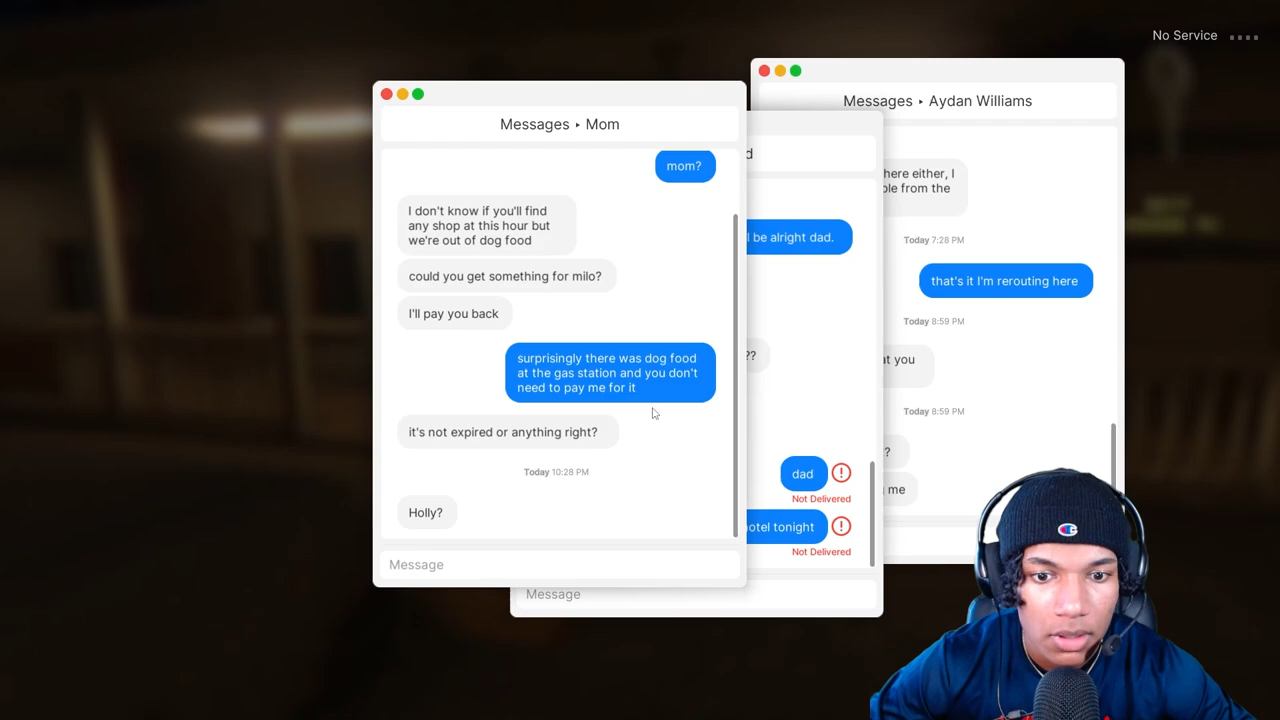 No Service
Messages ‣ Mom
mom?
I don't know if you'll find
any shop at this hour but
we're out of dog food
could you get something for milo?
I'll pay you back
surprisingly there was dog food
at the gas station and you don't
need to pay me for it
it's not expired or anything right?
Today 10:28 PM
Holly?
Message
d
be alright dad.
??
dad
Not Delivered
otel tonight
Not Delivered
Message
Messages ‣ Aydan Williams
here either, I
ble from the
Today 7:28 PM
that's it I'm rerouting here
Today 8:59 PM
at you
Today 8:59 PM
?
me